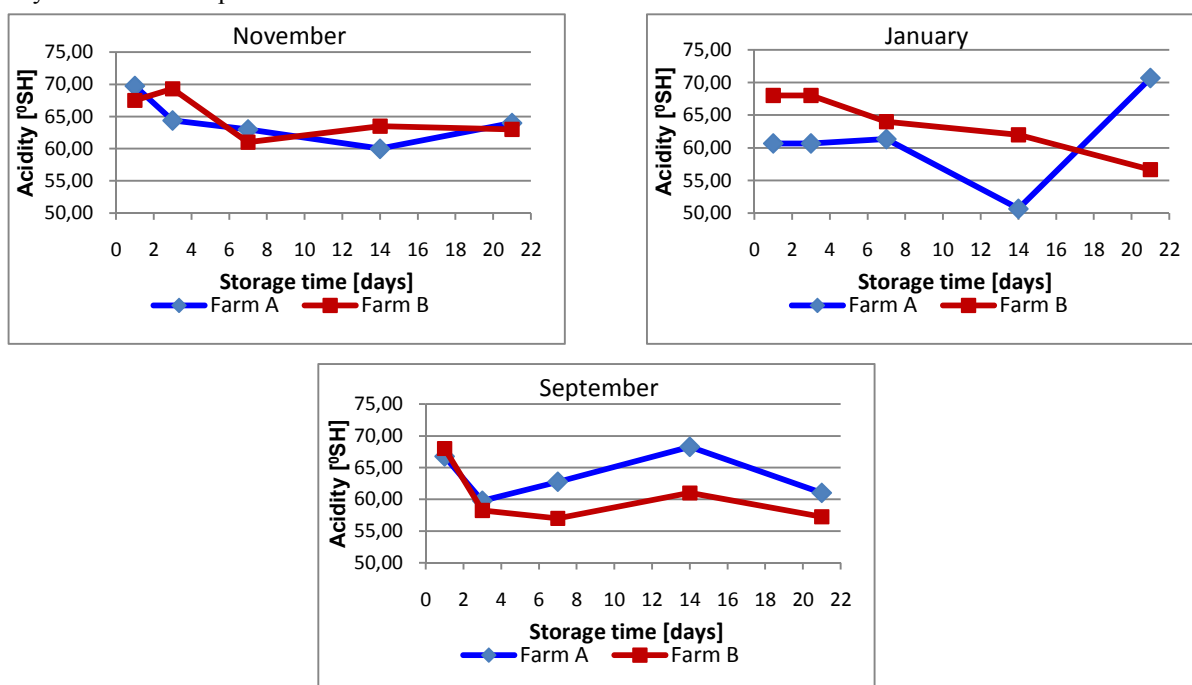 November
75,00
70,00
65,00
60,00
55,00
50,00
Acidity [⁰SH]
0 2 4 6 8 10 12 14 16 18 20 22
Storage time [days]
Farm A Farm B
January
75,00
70,00
65,00
60,00
55,00
50,00
Acidity [⁰SH]
0 2 4 6 8 10 12 14 16 18 20 22
Storage time [days]
Farm A Farm B
September
75,00
70,00
65,00
60,00
55,00
50,00
Acidity [⁰SH]
0 2 4 6 8 10 12 14 16 18 20 22
Storage time [days]
Farm A Farm B